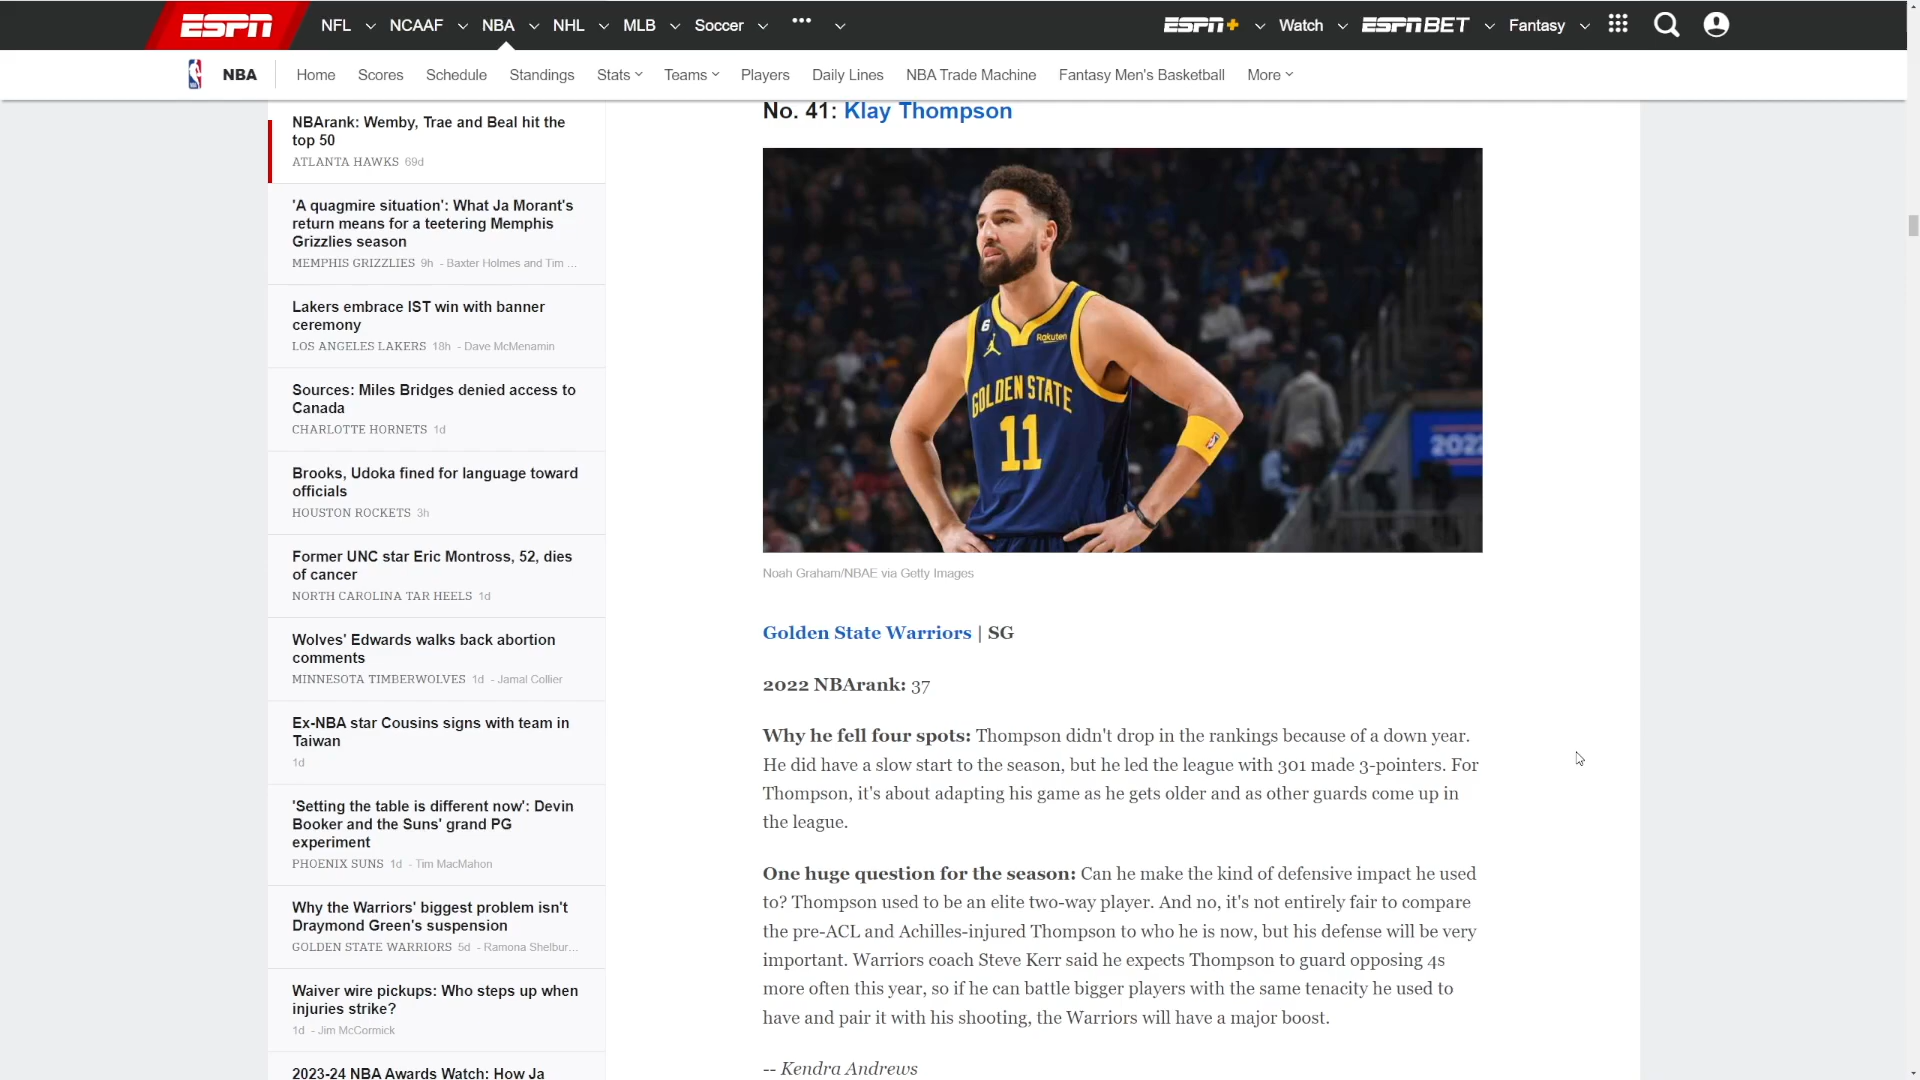 ESPN NFL NCAAF NBA NHL MLB Soccer ••• ESPN+ Watch ESPN BET Fantasy
NBA Home Scores Schedule Standings Stats Teams Players Daily Lines NBA Trade Machine Fantasy Men's Basketball More
NBArank: Wemby, Trae and Beal hit the
top 50
ATLANTA HAWKS 69d
'A quagmire situation': What Ja Morant's
return means for a teetering Memphis
Grizzlies season
MEMPHIS GRIZZLIES 9h - Baxter Holmes and Tim ...
Lakers embrace IST win with banner
ceremony
LOS ANGELES LAKERS 18h - Dave McMenamin
Sources: Miles Bridges denied access to
Canada
CHARLOTTE HORNETS 1d
Brooks, Udoka fined for language toward
officials
HOUSTON ROCKETS 3h
Former UNC star Eric Montross, 52, dies
of cancer
NORTH CAROLINA TAR HEELS 1d
Wolves' Edwards walks back abortion
comments
MINNESOTA TIMBERWOLVES 1d - Jamal Collier
Ex-NBA star Cousins signs with team in
Taiwan
1d
'Setting the table is different now': Devin
Booker and the Suns' grand PG
experiment
PHOENIX SUNS 1d - Tim MacMahon
Why the Warriors' biggest problem isn't
Draymond Green's suspension
GOLDEN STATE WARRIORS 5d - Ramona Shelbur...
Waiver wire pickups: Who steps up when
injuries strike?
1d - Jim McCormick
2023-24 NBA Awards Watch: How Ja
No. 41: Klay Thompson
6
Rakuten
GOLDEN STATE
11
2022
Noah Graham/NBAE via Getty Images
Golden State Warriors | SG
2022 NBArank: 37
Why he fell four spots: Thompson didn't drop in the rankings because of a down year.
He did have a slow start to the season, but he led the league with 301 made 3-pointers. For
Thompson, it's about adapting his game as he gets older and as other guards come up in
the league.
One huge question for the season: Can he make the kind of defensive impact he used
to? Thompson used to be an elite two-way player. And no, it's not entirely fair to compare
the pre-ACL and Achilles-injured Thompson to who he is now, but his defense will be very
important. Warriors coach Steve Kerr said he expects Thompson to guard opposing 4s
more often this year, so if he can battle bigger players with the same tenacity he used to
have and pair it with his shooting, the Warriors will have a major boost.
-- Kendra Andrews